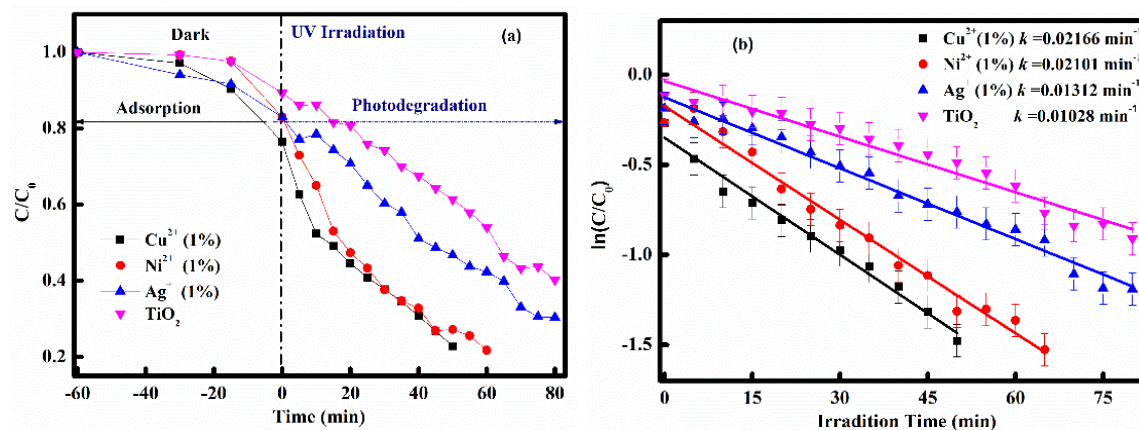 Dark
UV Irradiation
(a)
Adsorption
Photodegradation
C/C0
1.0
0.8
0.6
0.4
0.2
Cu2+ (1%)
Ni2+ (1%)
Ag+ (1%)
TiO2
-60 -40 -20 0 20 40 60 80
Time (min)
(b)
Cu2+(1%) k =0.02166 min-1
Ni2+ (1%) k=0.02101 min-1
Ag+ (1%) k=0.01312 min-1
TiO2 k =0.01028 min-1
ln(C/C0)
0.0
-0.5
-1.0
-1.5
0 15 30 45 60 75
Irradition Time (min)